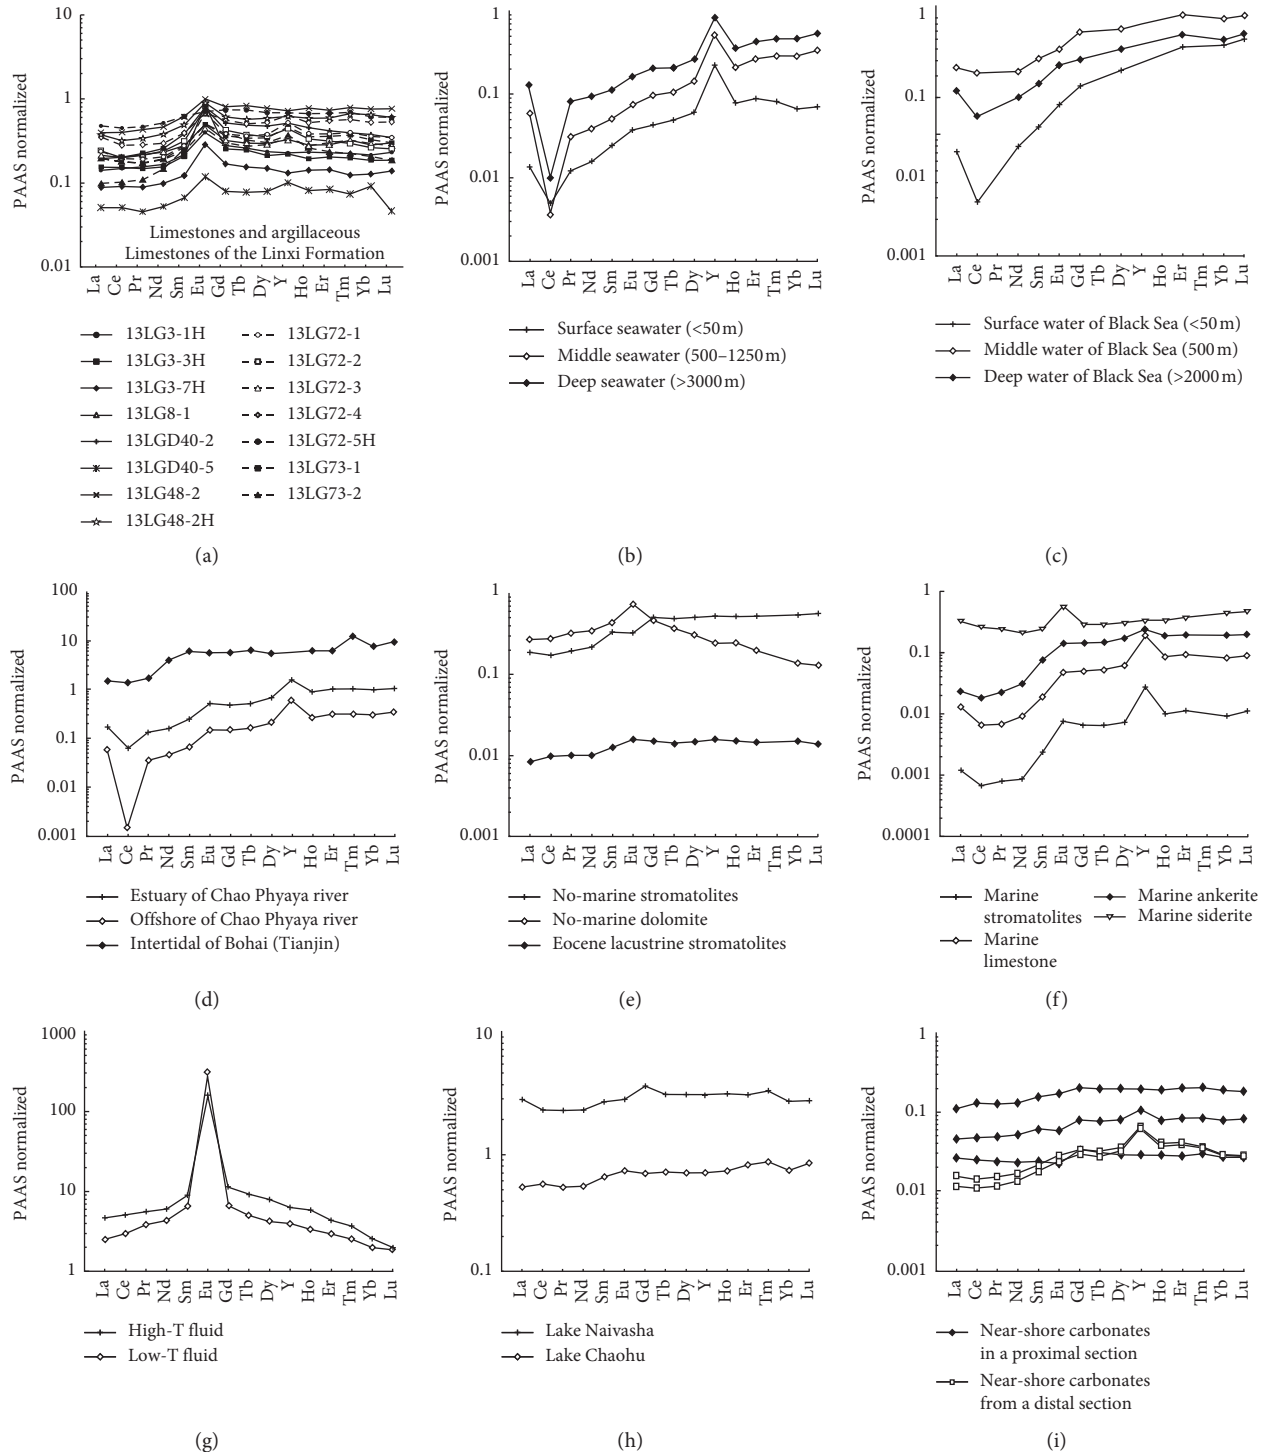 10
1
0.1
0.01
PAAS normalized
Limestones and argillaceous
Limestones of the Linxi Formation
La Ce Pr Nd Sm Eu Gd Tb Dy Y Ho Er Tm Yb Lu
13LG3-1H
13LG3-3H
13LG3-7H
13LG8-1
13LGD40-2
13LGD40-5
13LG48-2
13LG48-2H
13LG72-1
13LG72-2
13LG72-3
13LG72-4
13LG72-5H
13LG73-1
13LG73-2
(a)
1
0.1
0.01
0.001
PAAS normalized
La Ce Pr Nd Sm Eu Gd Tb Dy Y Ho Er Tm Yb Lu
Surface seawater (<50 m)
Middle seawater (500–1250 m)
Deep seawater (>3000 m)
(b)
1
0.1
0.01
0.001
PAAS normalized
La Ce Pr Nd Sm Eu Gd Tb Dy Y Er Yb Lu
Surface water of Black Sea (<50 m)
Middle water of Black Sea (500 m)
Deep water of Black Sea (>2000 m)
(c)
100
10
1
0.1
0.01
0.001
PAAS normalized
La Ce Pr Nd Sm Eu Gd Tb Dy Y Ho Er Tm Yb Lu
Estuary of Chao Phyaya river
Offshore of Chao Phyaya river
Intertidal of Bohai (Tianjin)
(d)
1
0.1
0.01
0.001
PAAS normalized
La Ce Pr Nd Sm Eu Gd Tb Dy Y Ho Er Yb Lu
No-marine stromatolites
No-marine dolomite
Eocene lacustrine stromatolites
(e)
1
0.1
0.01
0.001
0.0001
PAAS normalized
La Ce Pr Nd Sm Eu Gd Tb Dy Y Ho Er Yb Lu
Marine
stromatolites
Marine
limestone
Marine ankerite
Marine siderite
(f)
1000
100
10
1
PAAS normalized
La Ce Pr Nd Sm Eu Gd Tb Dy Y Ho Er Tm Yb Lu
High-T fluid
Low-T fluid
(g)
10
1
0.1
PAAS normalized
La Ce Pr Nd Sm Eu Gd Tb Dy Y Ho Er Tm Yb Lu
Lake Naivasha
Lake Chaohu
(h)
1
0.1
0.01
0.001
PAAS normalized
La Ce Pr Nd Sm Eu Gd Tb Dy Y Ho Er Tm Yb Lu
Near-shore carbonates
in a proximal section
Near-shore carbonates
from a distal section
(i)